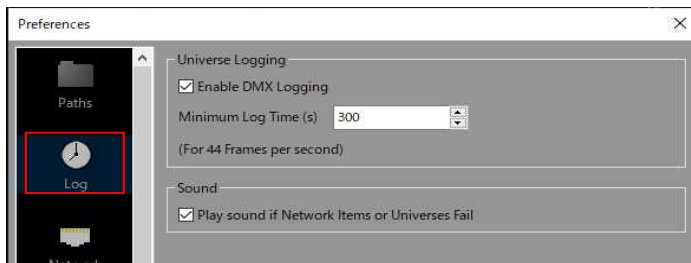 Preferences
Paths
Log
Universe Logging
Enable DMX Logging
Minimum Log Time (s) 300
(For 44 Frames per second)
Sound
Play sound if Network Items or Universes Fail